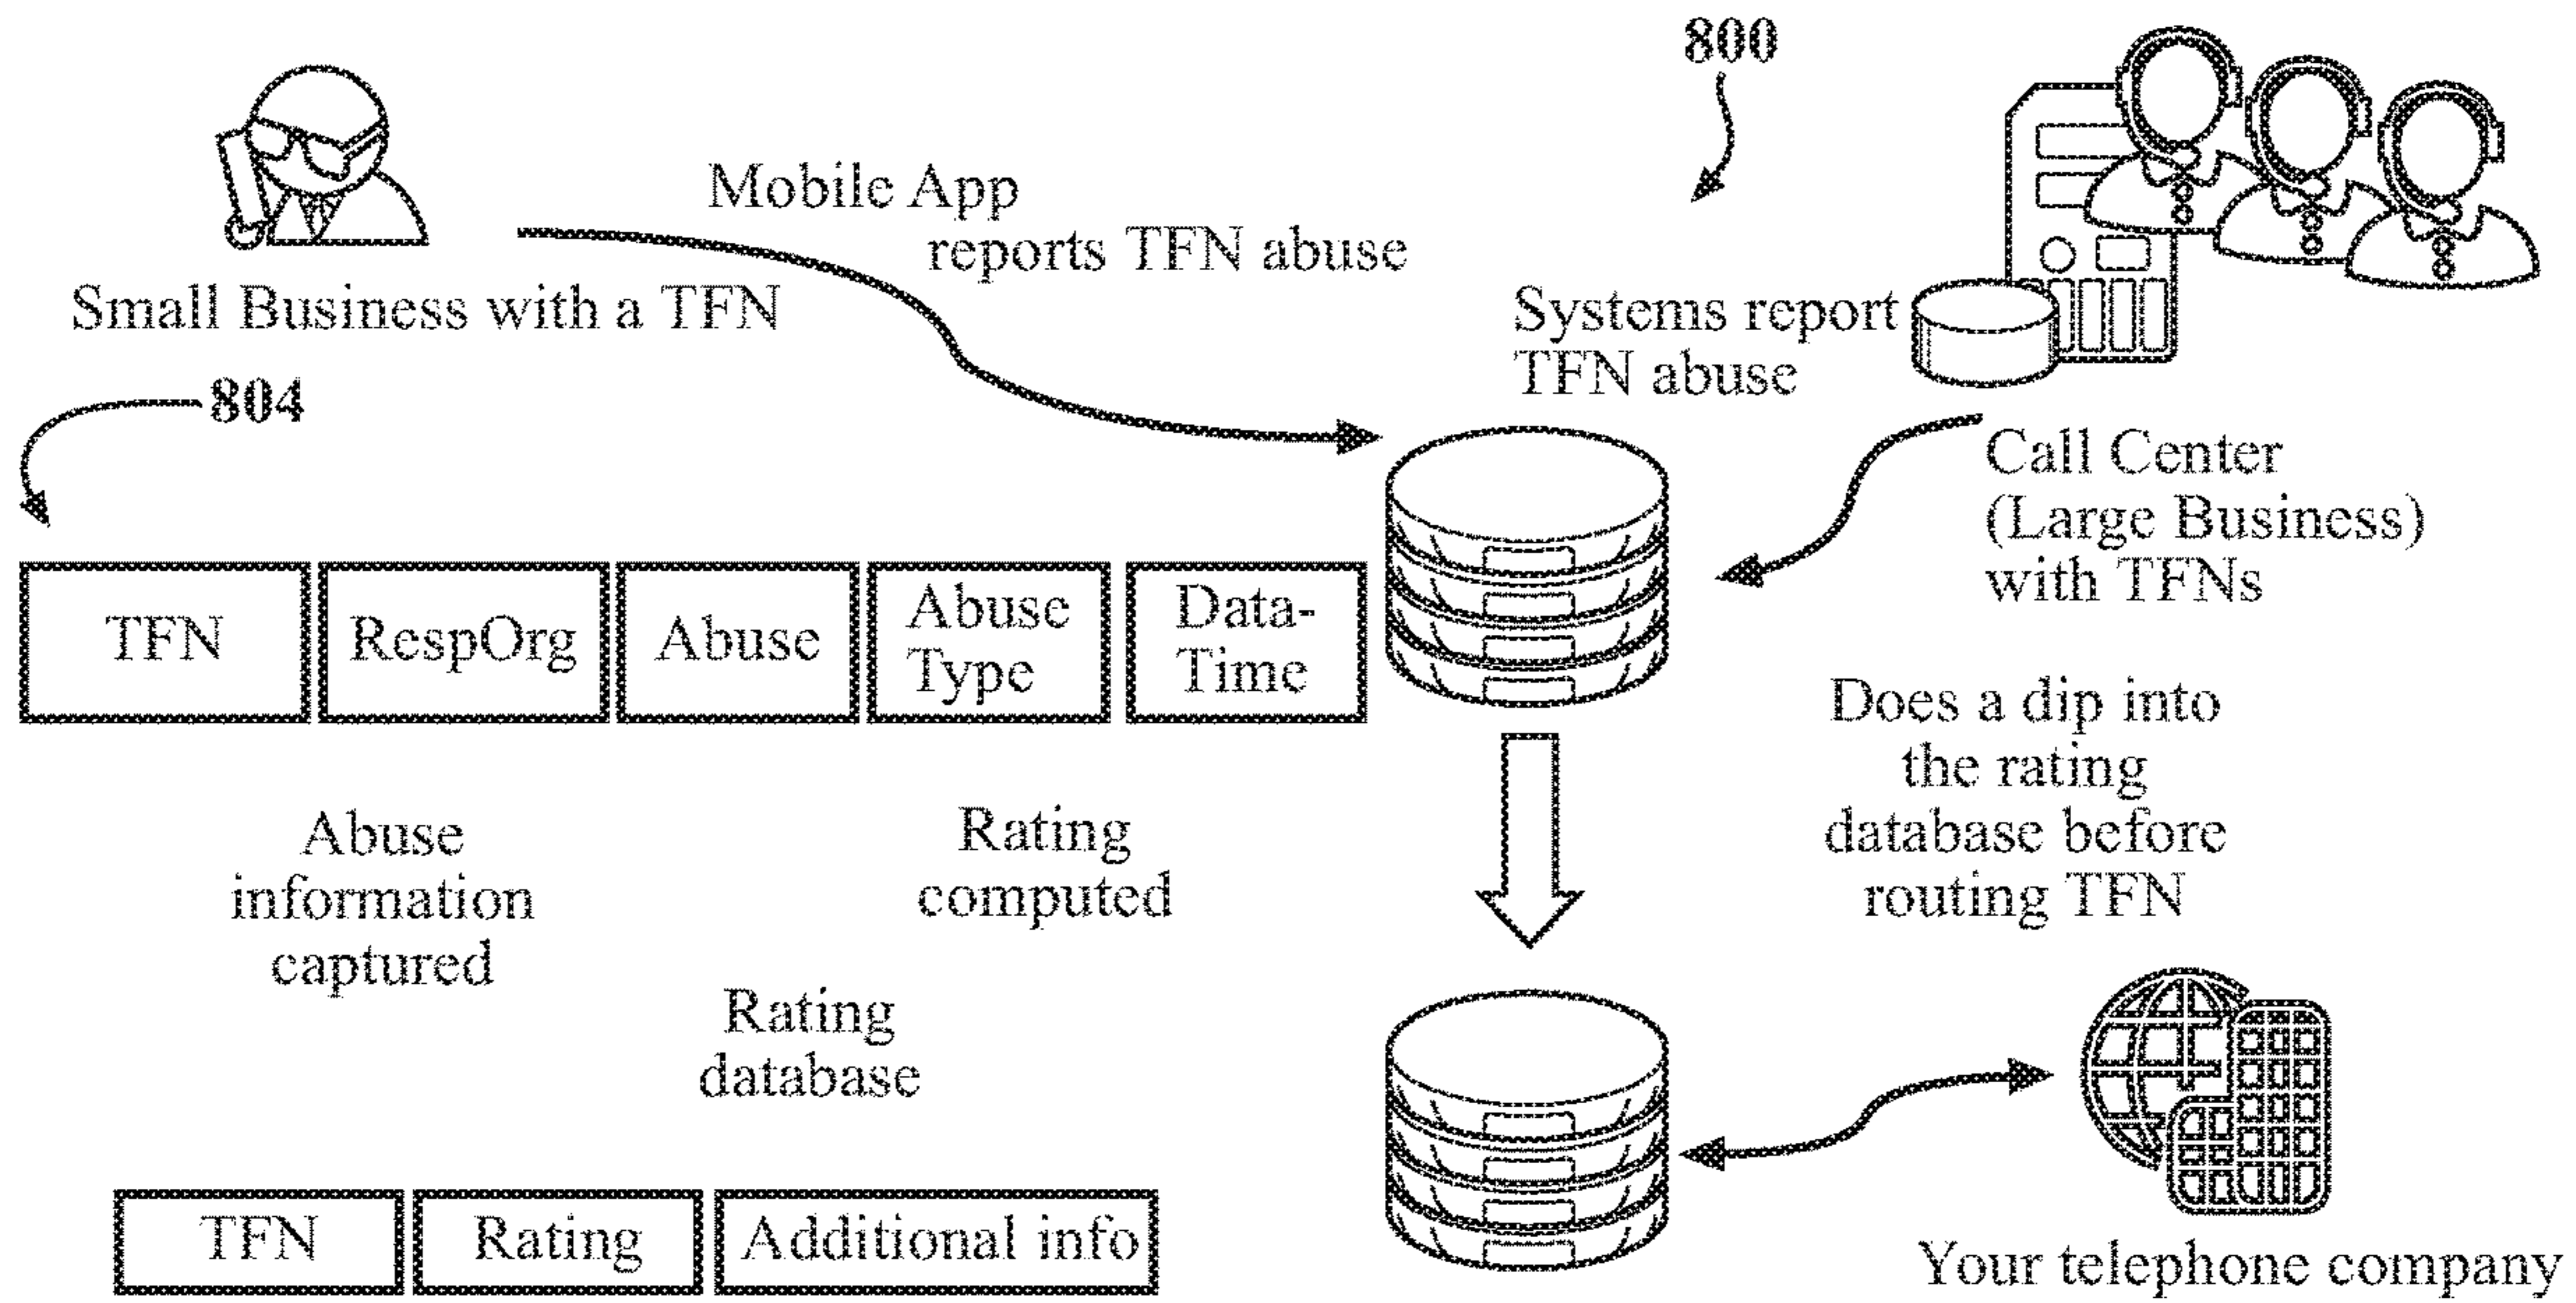 800
Mobile App
reports TFN abuse
Small Business with a TFN
Systems report
TFN abuse
804
Call Center
(Large Business)
with TFNs
TFN
RespOrg
Abuse
Abuse
Type
Data-
Time
Does a dip into
the rating
database before
routing TFN
Abuse
information
captured
Rating
computed
Rating
database
TFN
Rating
Additional info
Your telephone company